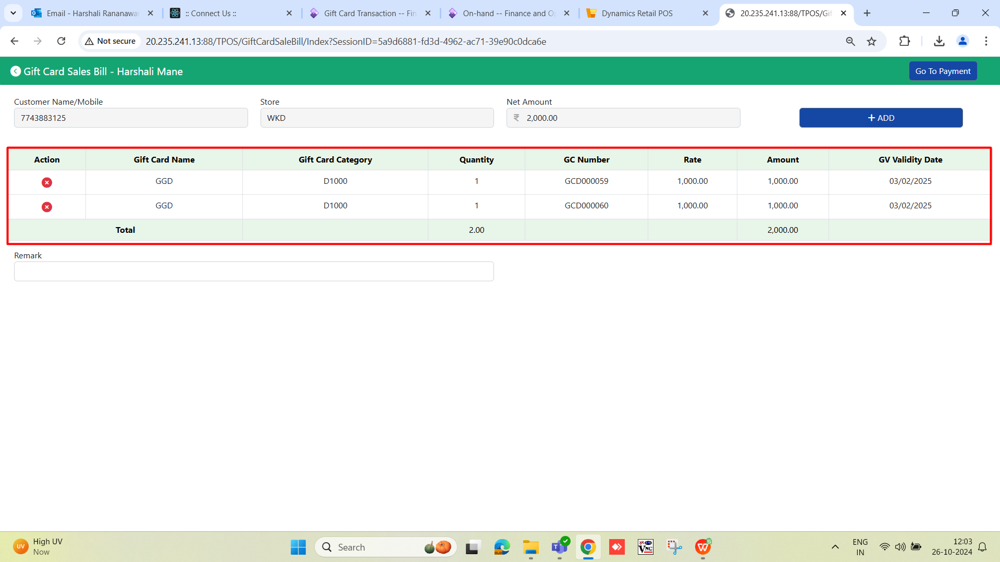 Email - Harshali Rananawa
:: Connect Us ::
Gift Card Transaction -- Fin
On-hand -- Finance and Op
Dynamics Retail POS
20.235.241.13:88/TPOS/Gif
Not secure
20.235.241.13:88/TPOS/GiftCardSaleBill/Index?SessionID=5a9d6881-fd3d-4962-ac71-39e90c0dca6e
Gift Card Sales Bill - Harshali Mane
Go To Payment
Customer Name/Mobile
Store
Net Amount
7743883125
WKD
₹ 2,000.00
+ ADD
Action Gift Card Name Gift Card Category Quantity GC Number Rate Amount GV Validity Date
GGD D1000 1 GCD000059 1,000.00 1,000.00 03/02/2025
GGD D1000 1 GCD000060 1,000.00 1,000.00 03/02/2025
Total 2.00 2,000.00
Remark
UV
High UV
Now
Search
VNC
ENG
IN
12:03
26-10-2024